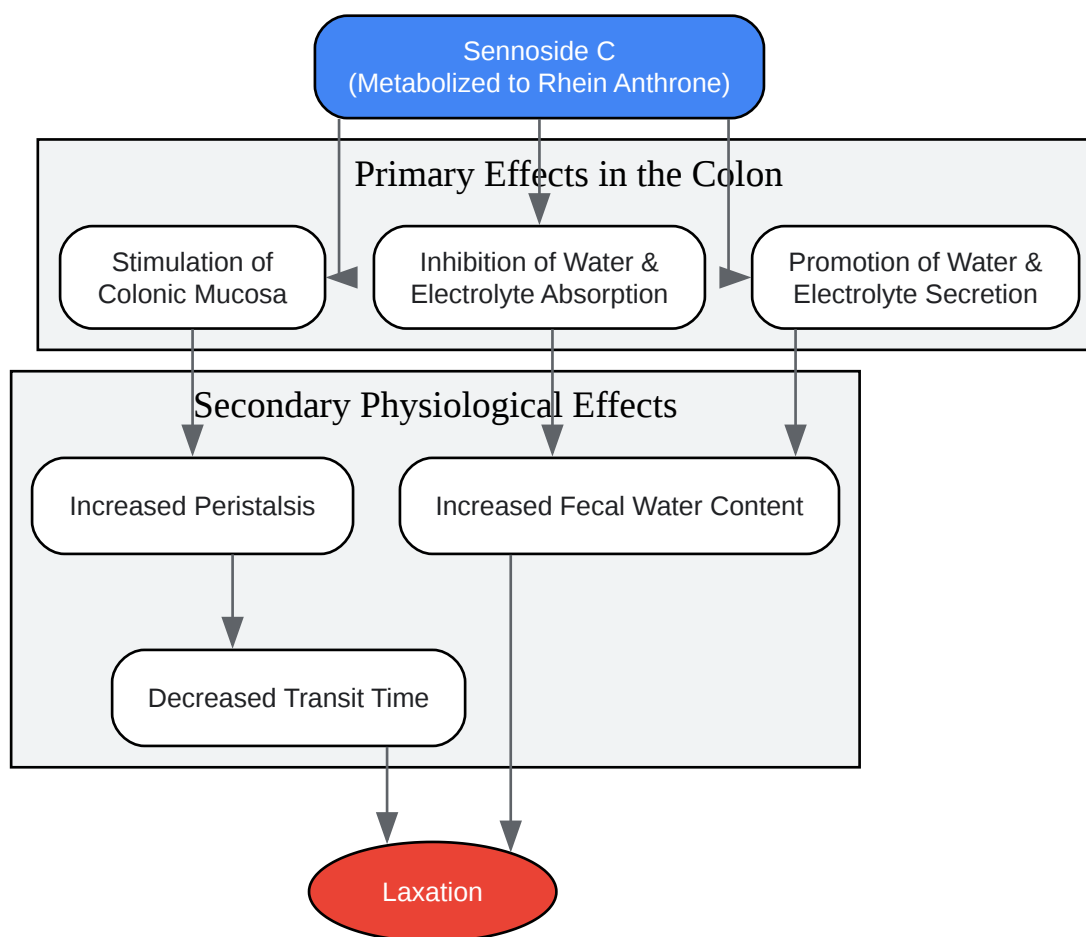 Sennoside C
(Metabolized to Rhein Anthrone)
Primary Effects in the Colon
Stimulation of
Colonic Mucosa
Inhibition of Water &
Electrolyte Absorption
Promotion of Water &
Electrolyte Secretion
Secondary Physiological Effects
Increased Peristalsis
Increased Fecal Water Content
Decreased Transit Time
Laxation